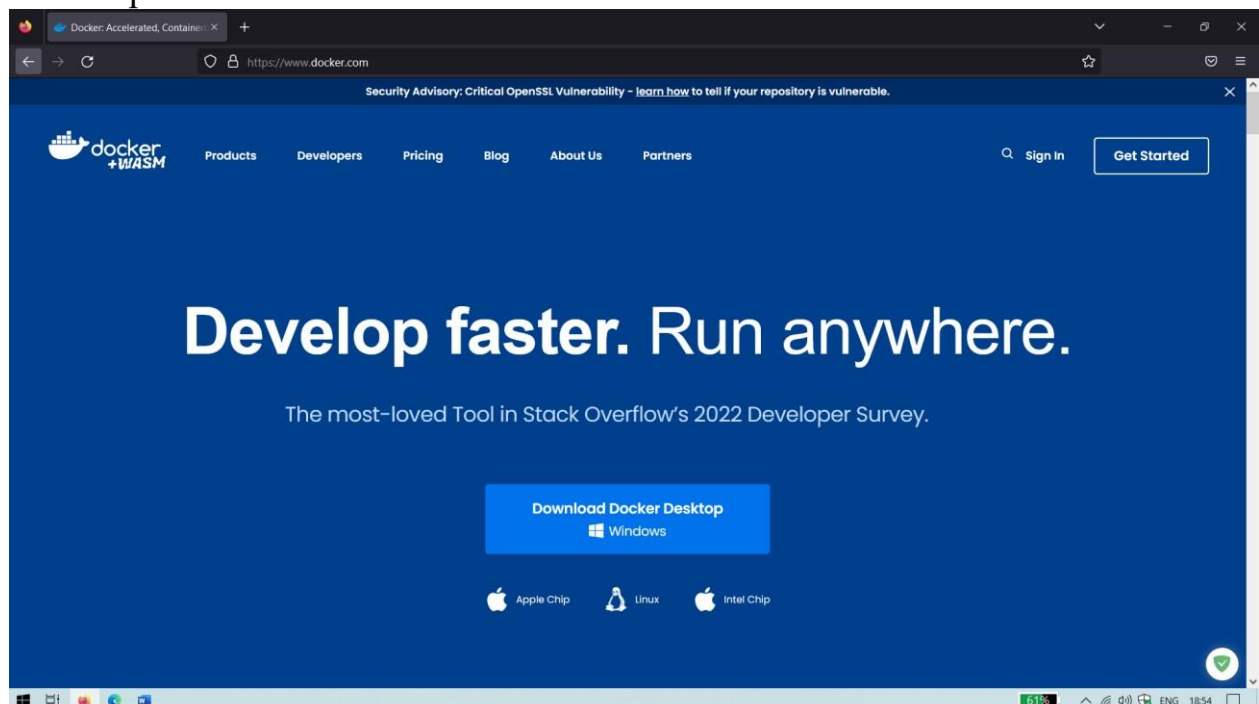 Docker: Accelerated, Container
https://www.docker.com
Security Advisory: Critical OpenSSL Vulnerability - learn how to tell if your repository is vulnerable.
docker
+WASM
Products Developers Pricing Blog About Us Partners Sign In Get Started
Develop faster. Run anywhere.
The most-loved Tool in Stack Overflow's 2022 Developer Survey.
Download Docker Desktop
Windows
Apple Chip Linux Intel Chip
61% ENG 18:54